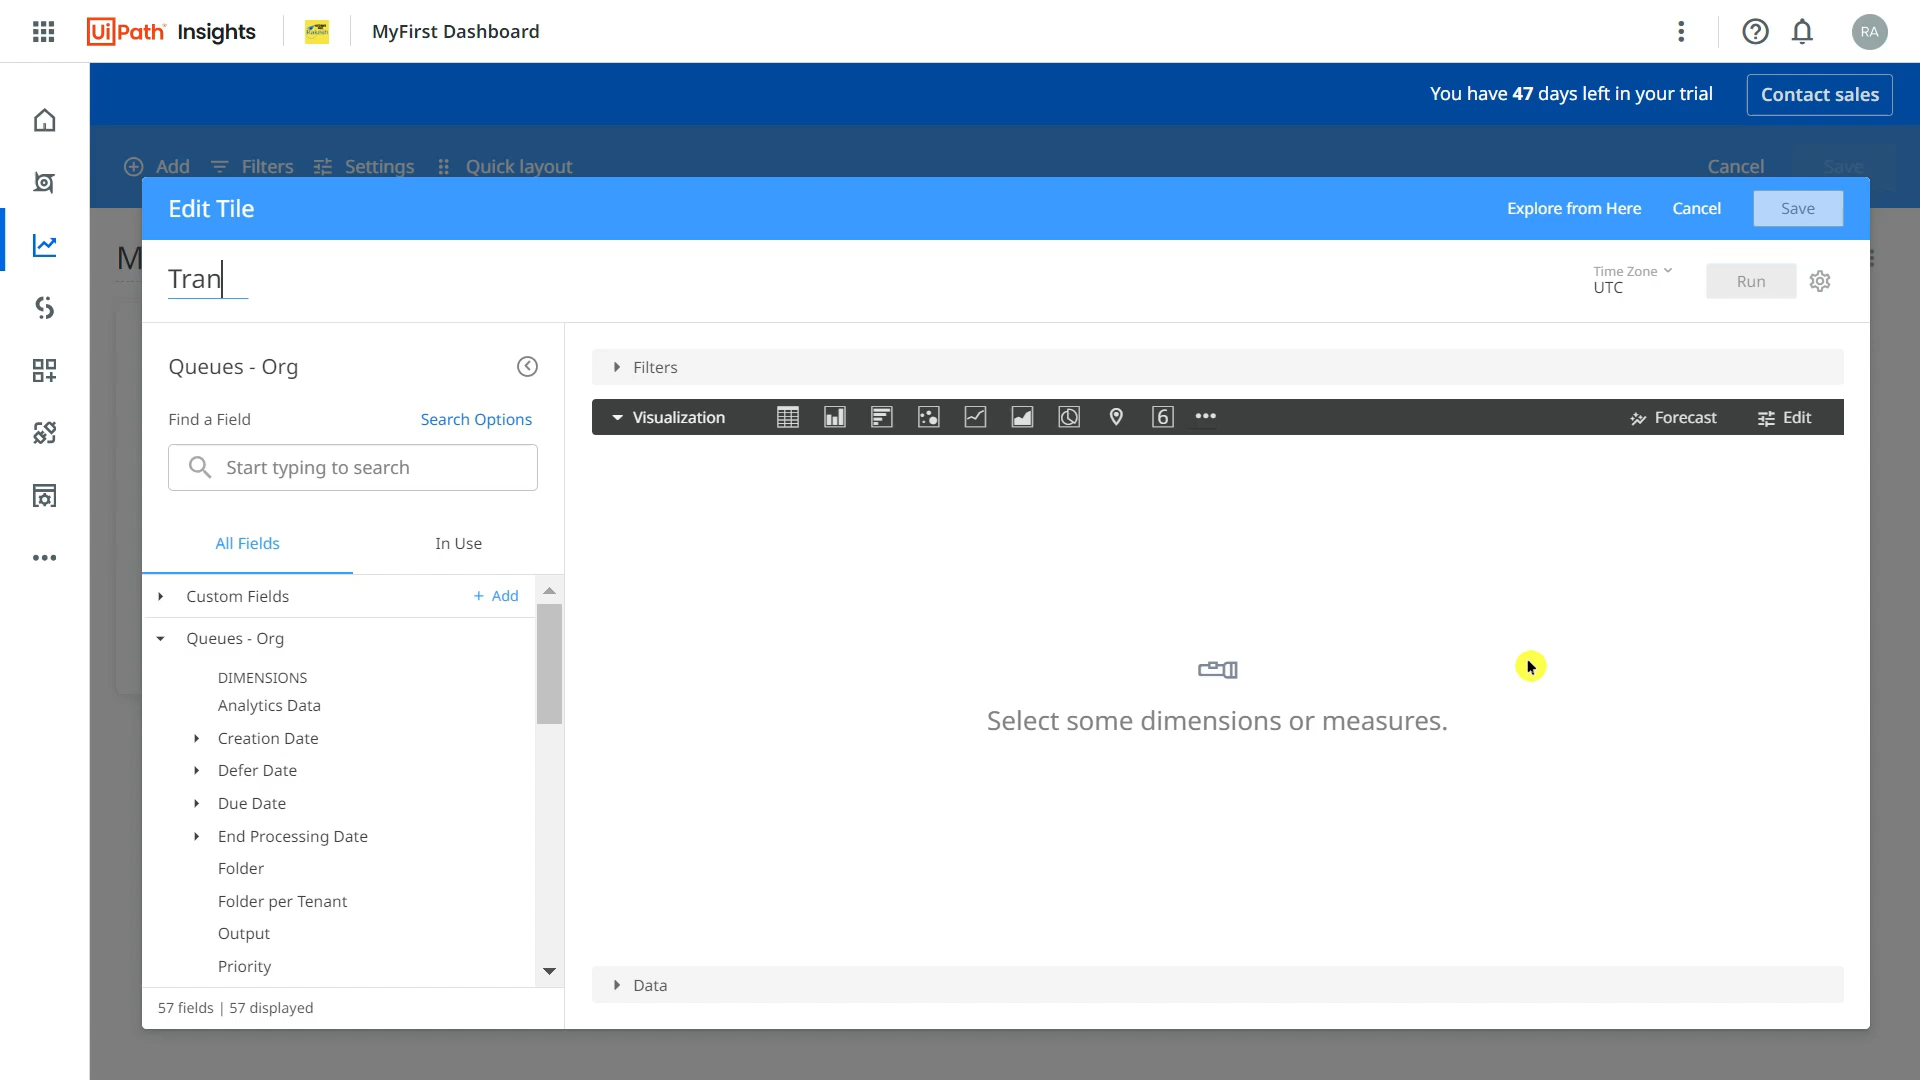 UiPath Insights
Rakesh
MyFirst Dashboard
RA
You have 47 days left in your trial
Contact sales
Add
Filters
Settings
Quick layout
Cancel
Save
M
Edit Tile
Explore from Here
Cancel
Save
Tran
Time Zone
UTC
Run
Queues - Org
Find a Field
Search Options
Start typing to search
All Fields
In Use
Custom Fields
+ Add
Queues - Org
DIMENSIONS
Analytics Data
Creation Date
Defer Date
Due Date
End Processing Date
Folder
Folder per Tenant
Output
Priority
57 fields | 57 displayed
Filters
Visualization
6
Forecast
Edit
Select some dimensions or measures.
Data